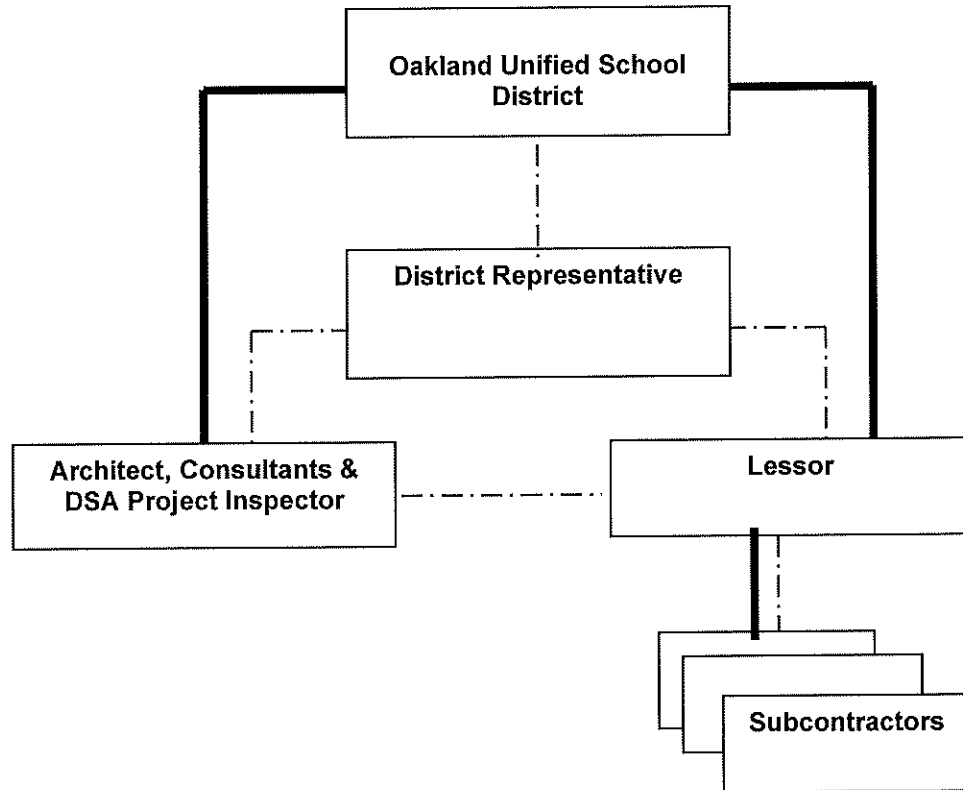 Oakland Unified School
District
District Representative
Architect, Consultants &
DSA Project Inspector
Lessor
Subcontractors